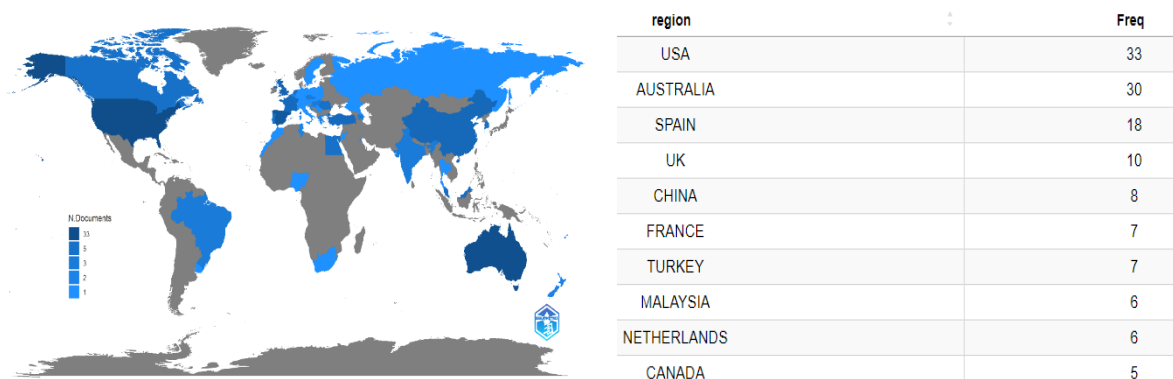 N.Documents
33
5
3
2
1
region Freq
USA 33
AUSTRALIA 30
SPAIN 18
UK 10
CHINA 8
FRANCE 7
TURKEY 7
MALAYSIA 6
NETHERLANDS 6
CANADA 5